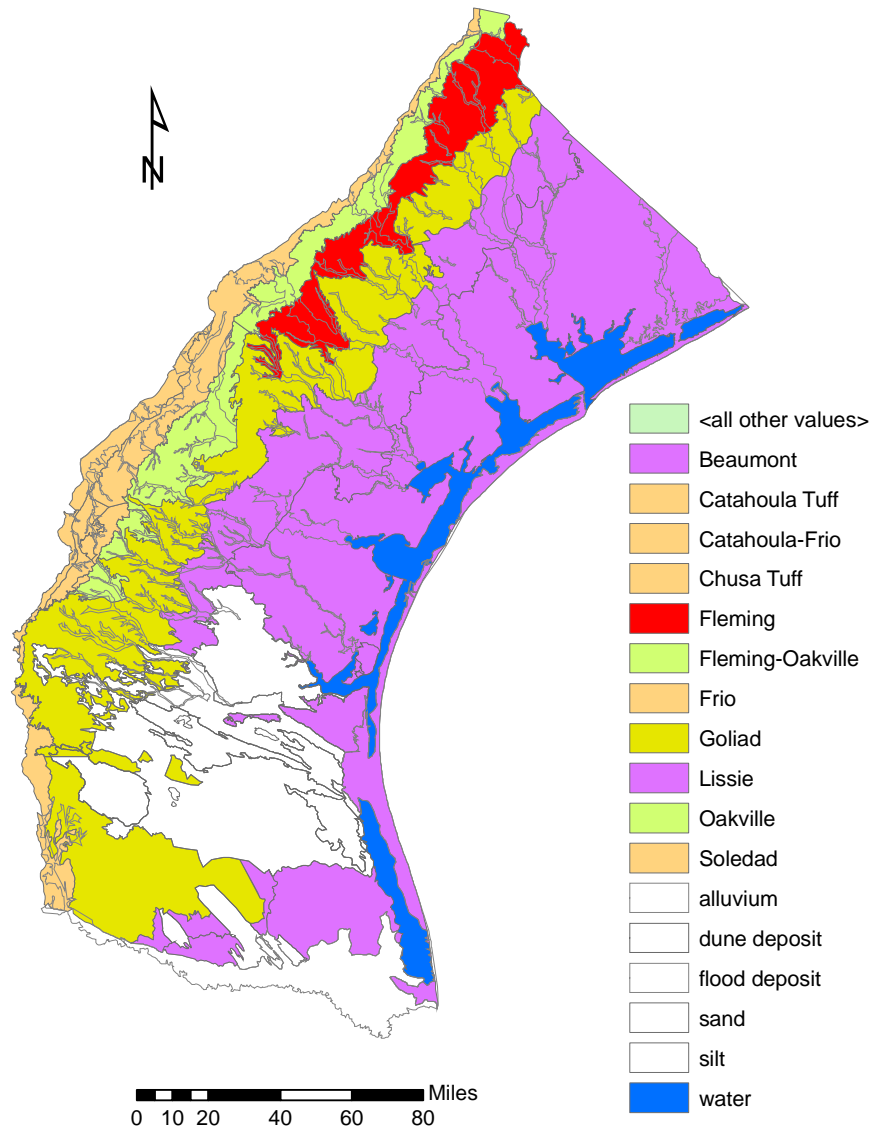 N
<all other values>
Beaumont
Catahoula Tuff
Catahoula-Frio
Chusa Tuff
Fleming
Fleming-Oakville
Frio
Goliad
Lissie
Oakville
Soledad
alluvium
dune deposit
flood deposit
sand
silt
water
Miles
0 10 20 40 60 80